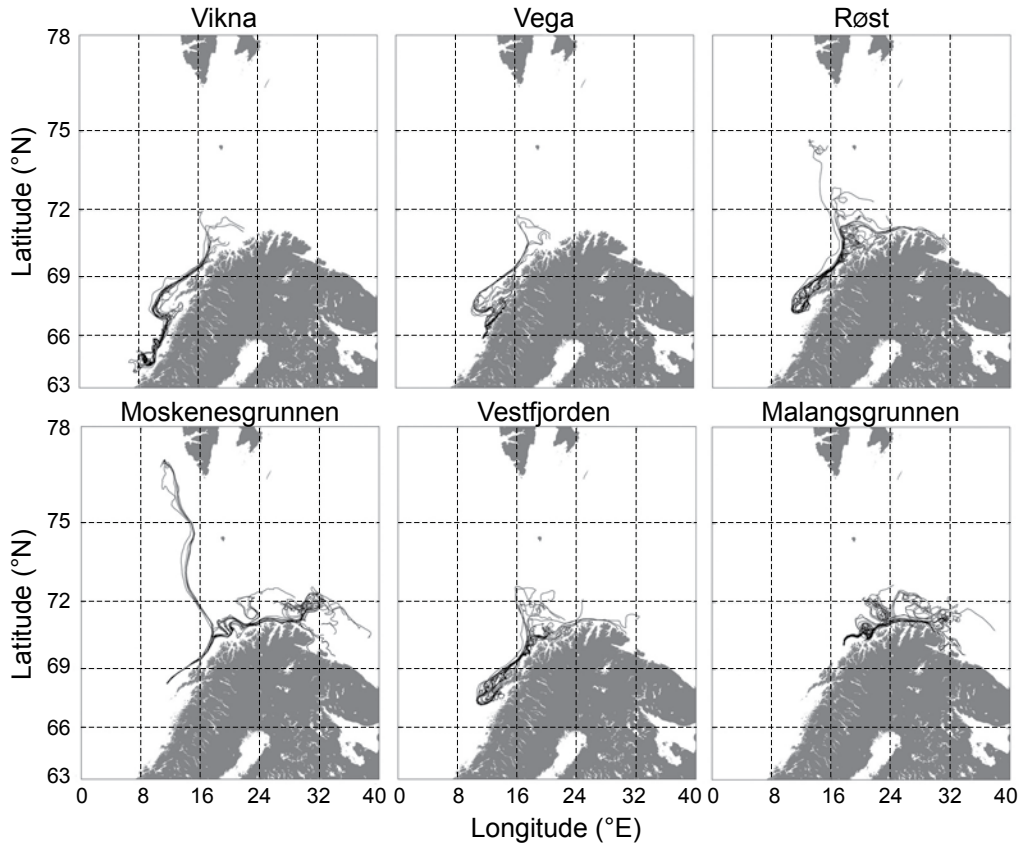 Vikna
Vega
Røst
78
75
72
69
66
63
Latitude (°N)
Moskenesgrunnen
Vestfjorden
Malangsgrunnen
78
75
72
69
66
63
Latitude (°N)
0 8 16 24 32 40
0 8 16 24 32 40
0 8 16 24 32 40
Longitude (°E)